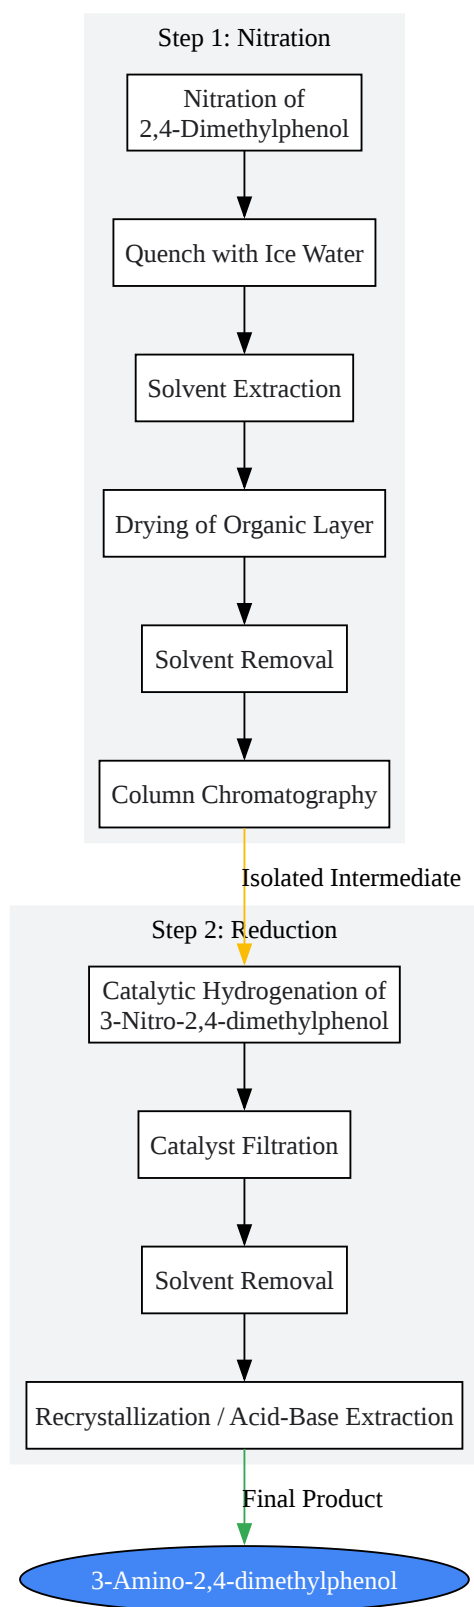 Step 1: Nitration
Nitration of
2,4-Dimethylphenol
Quench with Ice Water
Solvent Extraction
Drying of Organic Layer
Solvent Removal
Column Chromatography
Isolated Intermediate
Step 2: Reduction
Catalytic Hydrogenation of
3-Nitro-2,4-dimethylphenol
Catalyst Filtration
Solvent Removal
Recrystallization / Acid-Base Extraction
Final Product
3-Amino-2,4-dimethylphenol